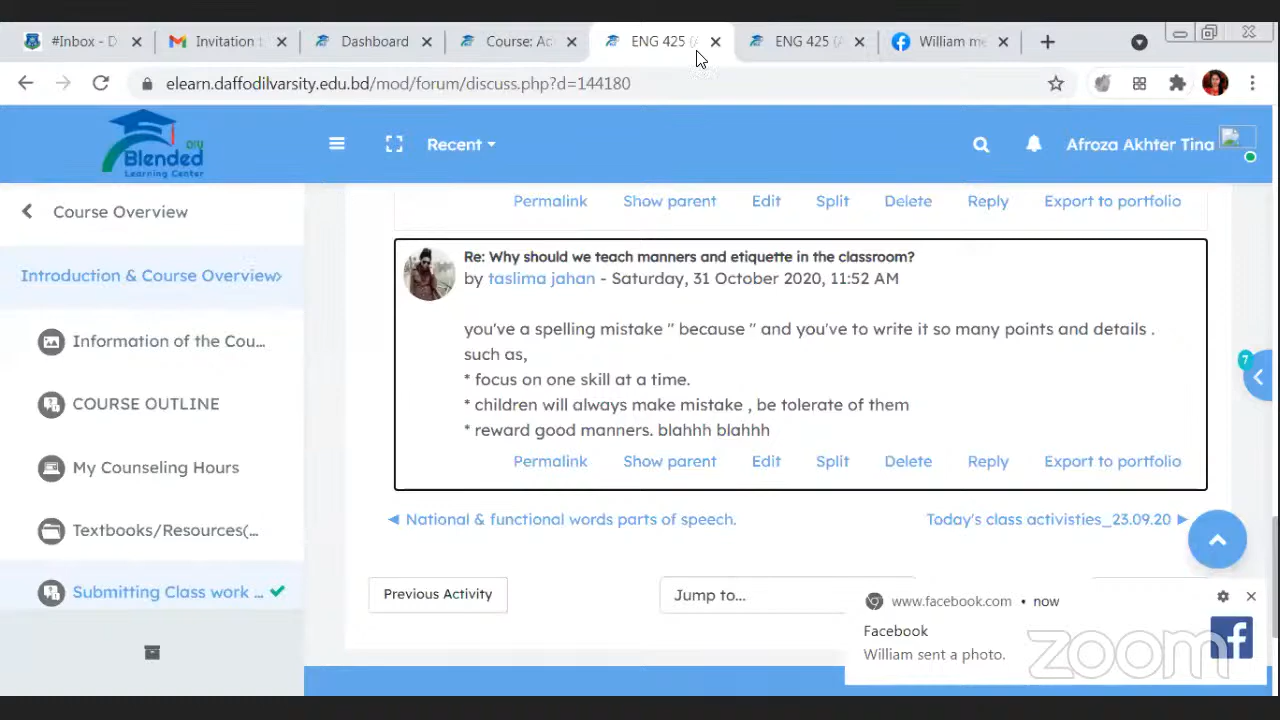 #Inbox - D
Invitation t
Dashboard
Course: Ac
ENG 425 (A
ENG 425 (A
William me
elearn.daffodilvarsity.edu.bd/mod/forum/discuss.php?d=144180
DIU
Blended
Learning Center
Recent
Afroza Akhter Tina
Course Overview
Introduction & Course Overview
Information of the Cou...
COURSE OUTLINE
My Counseling Hours
Textbooks/Resources(...
Submitting Class work ...
Permalink Show parent Edit Split Delete Reply Export to portfolio
Re: Why should we teach manners and etiquette in the classroom?
by taslima jahan - Saturday, 31 October 2020, 11:52 AM
you've a spelling mistake " because " and you've to write it so many points and details .
such as,
* focus on one skill at a time.
* children will always make mistake , be tolerate of them
* reward good manners. blahhh blahhh
Permalink Show parent Edit Split Delete Reply Export to portfolio
7
◄ National & functional words parts of speech.
Today's class activisties_23.09.20 ►
Previous Activity
Jump to...
www.facebook.com • now
Facebook
William sent a photo.
zoom